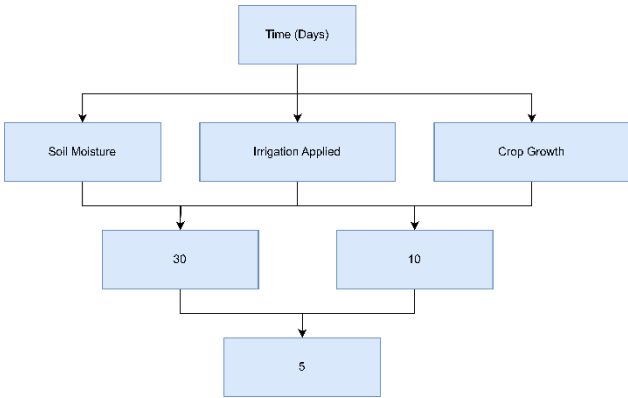 Time (Days)
Soil Moisture
Irrigation Applied
Crop Growth
30
10
5